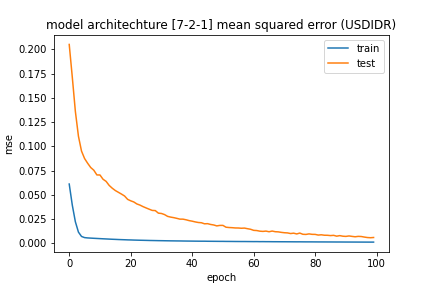 model architechture [7-2-1] mean squared error (USDIDR)
train
test
0.200
0.175
0.150
0.125
0.100
0.075
0.050
0.025
0.000
mse
0 20 40 60 80 100
epoch